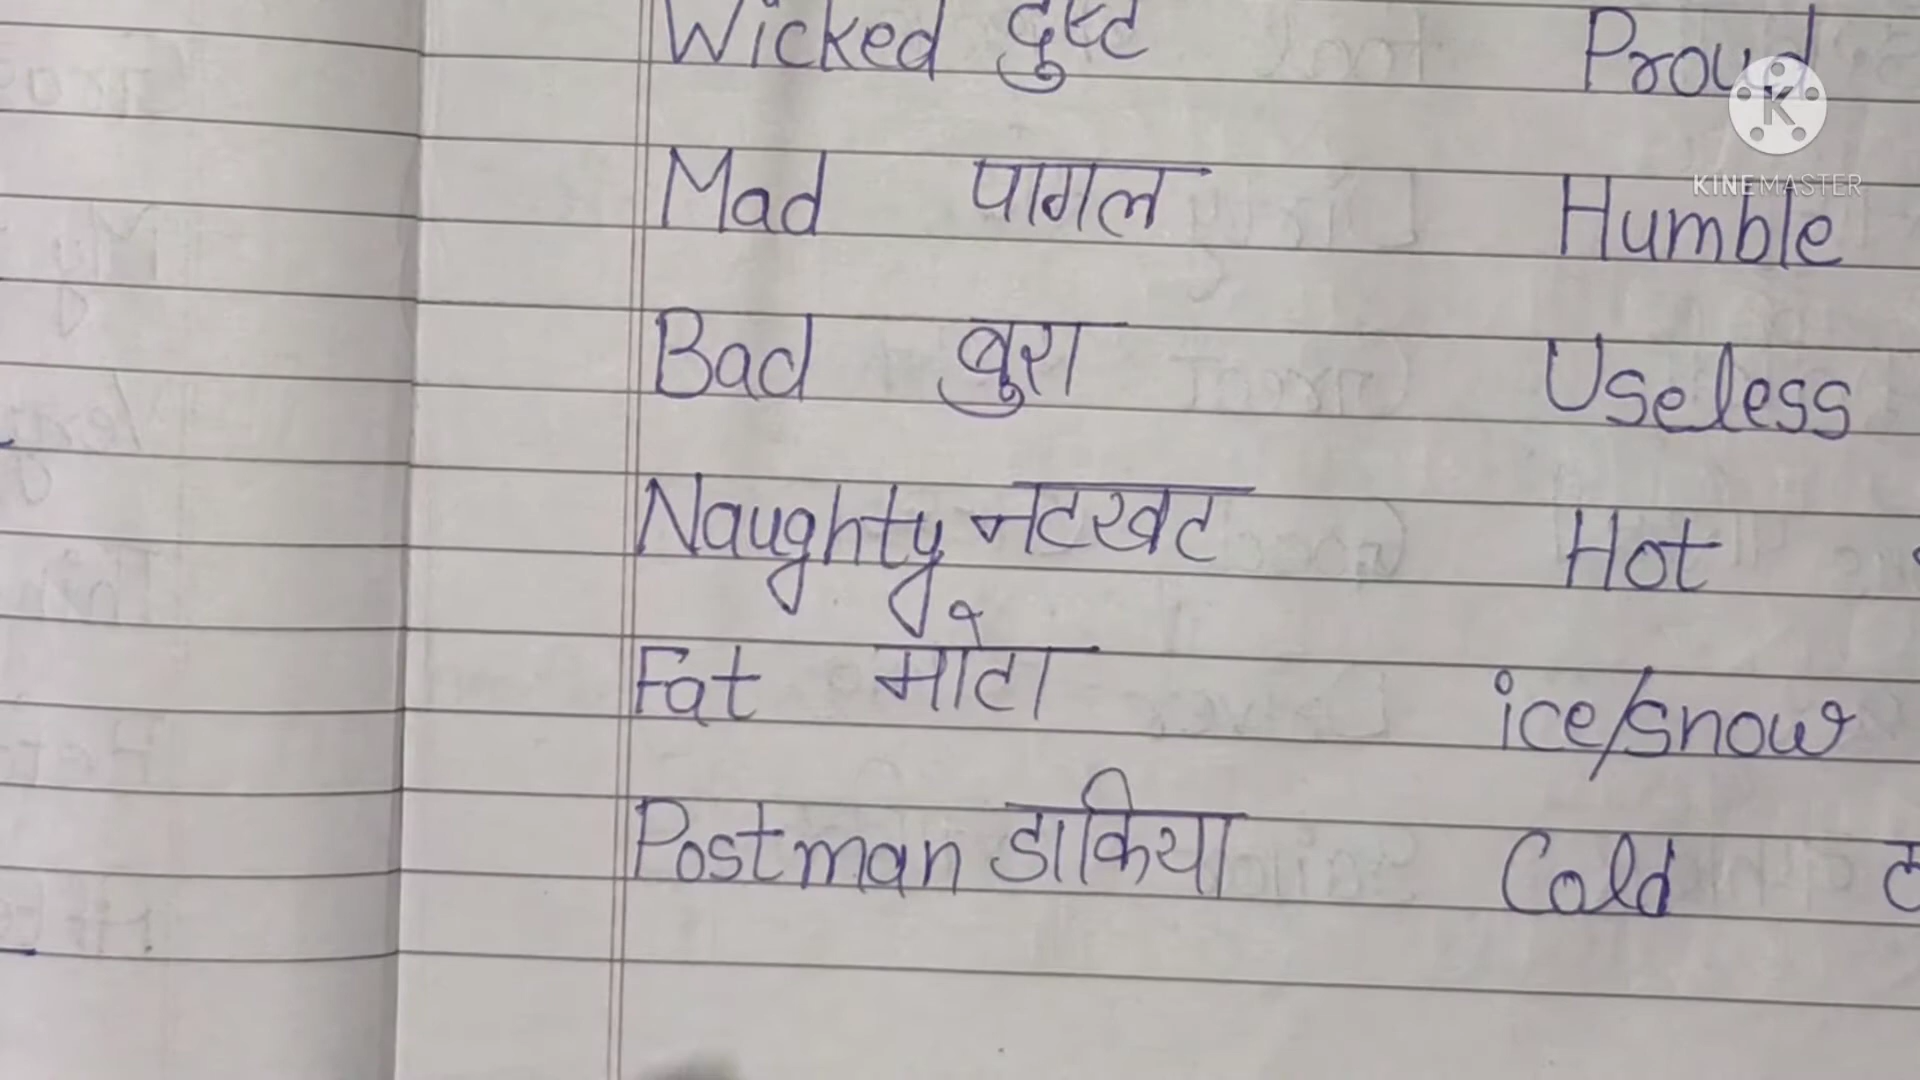 Wicked दुष्ट Proud
Mad पागल Humble
Bad बुरा Useless
Naughty नटखट Hot
Fat मोटा ice/snow
Postman डाकिया Cold
KINEMASTER